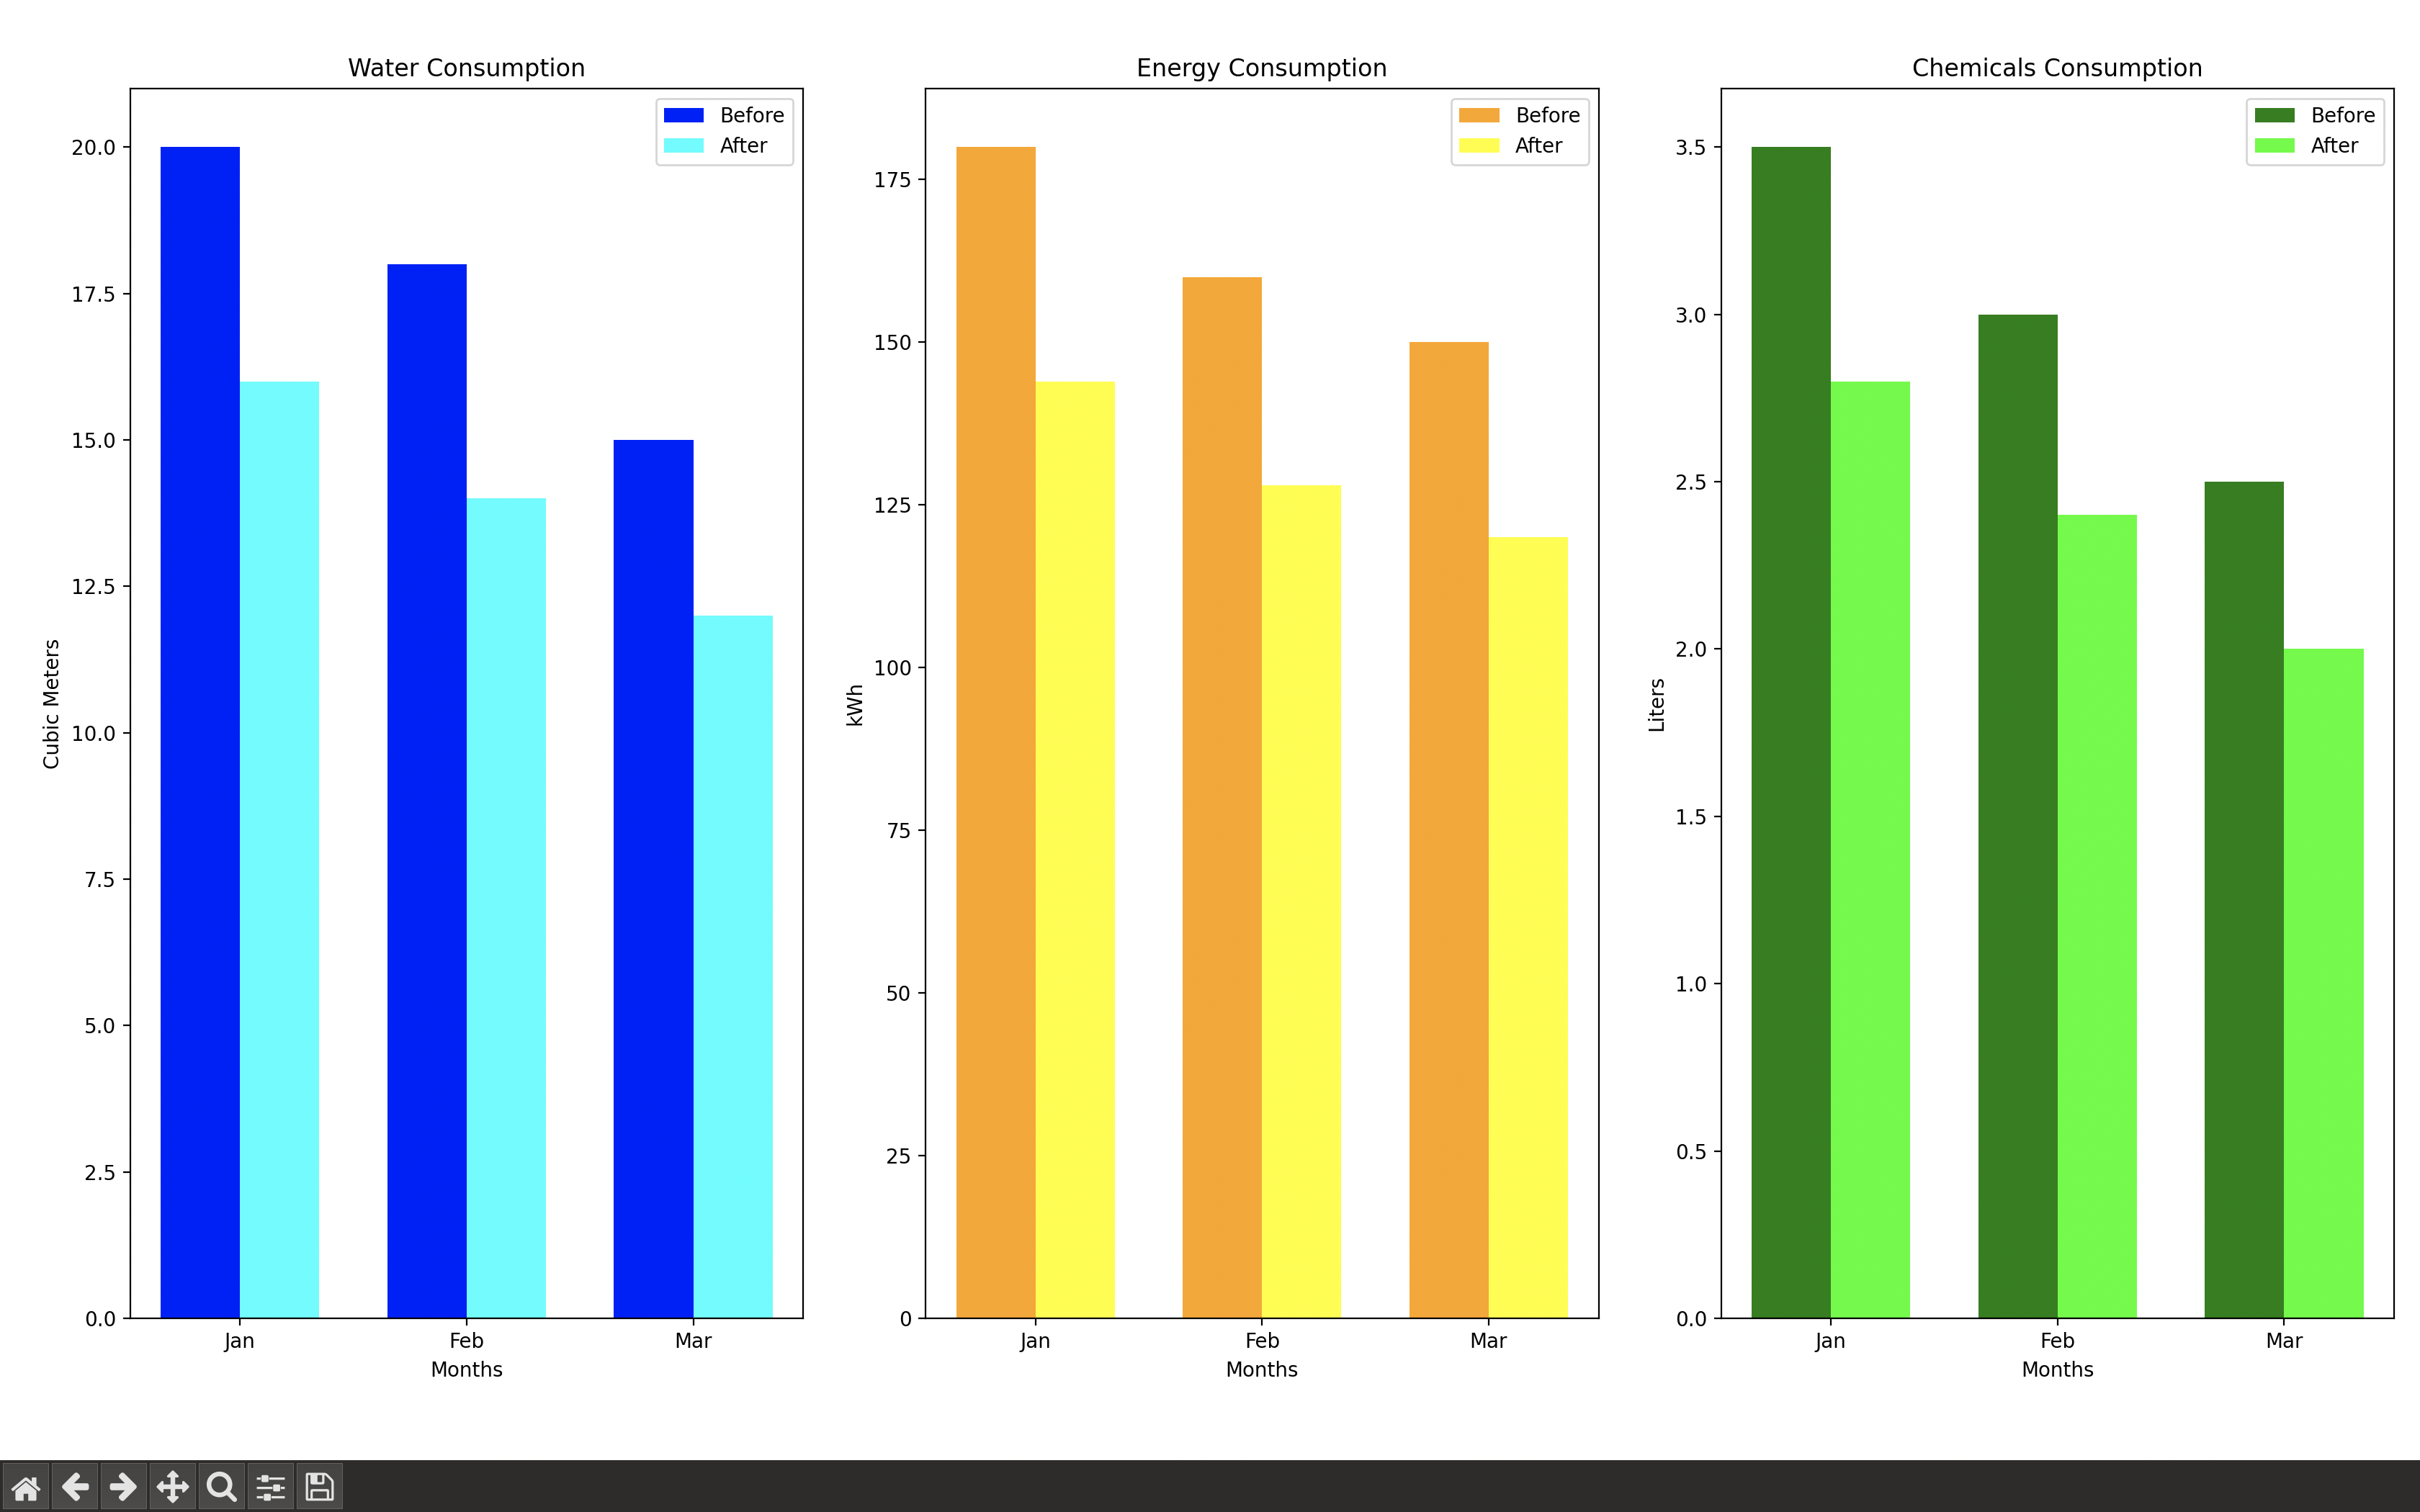 Water Consumption
Before
After
20.0
17.5
15.0
12.5
10.0
7.5
5.0
2.5
0.0
Cubic Meters
Jan Feb Mar
Months
Energy Consumption
Before
After
175
150
125
100
75
50
25
0
kWh
Jan Feb Mar
Months
Chemicals Consumption
Before
After
3.5
3.0
2.5
2.0
1.5
1.0
0.5
0.0
Liters
Jan Feb Mar
Months